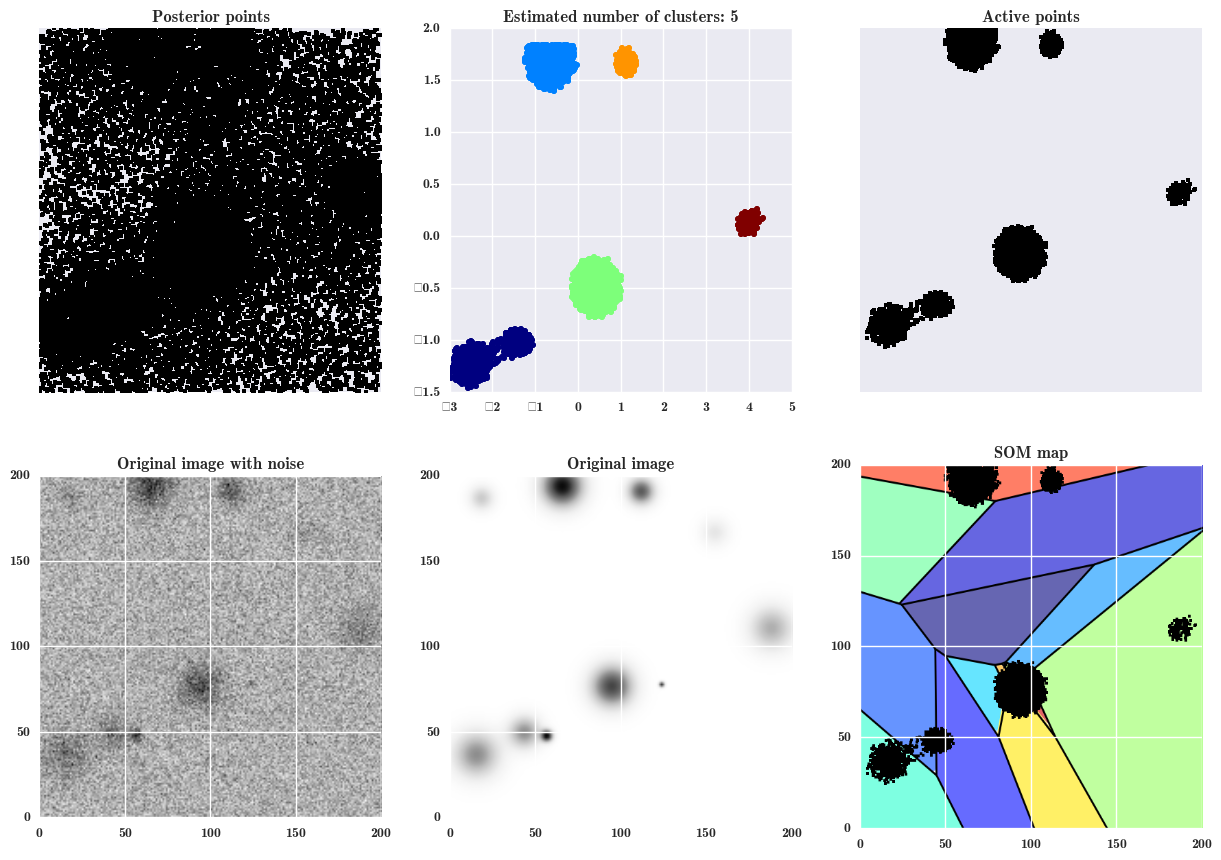 Posterior points
Estimated number of clusters: 5
Active points
2.0
1.5
1.0
0.5
0.0
□0.5
□1.0
□1.5
□3 □2 □1 0 1 2 3 4 5
Original image with noise
Original image
SOM map
200
150
100
50
0
0 50 100 150 200
200
150
100
50
0
0 50 100 150 200
200
150
100
50
0
0 50 100 150 200